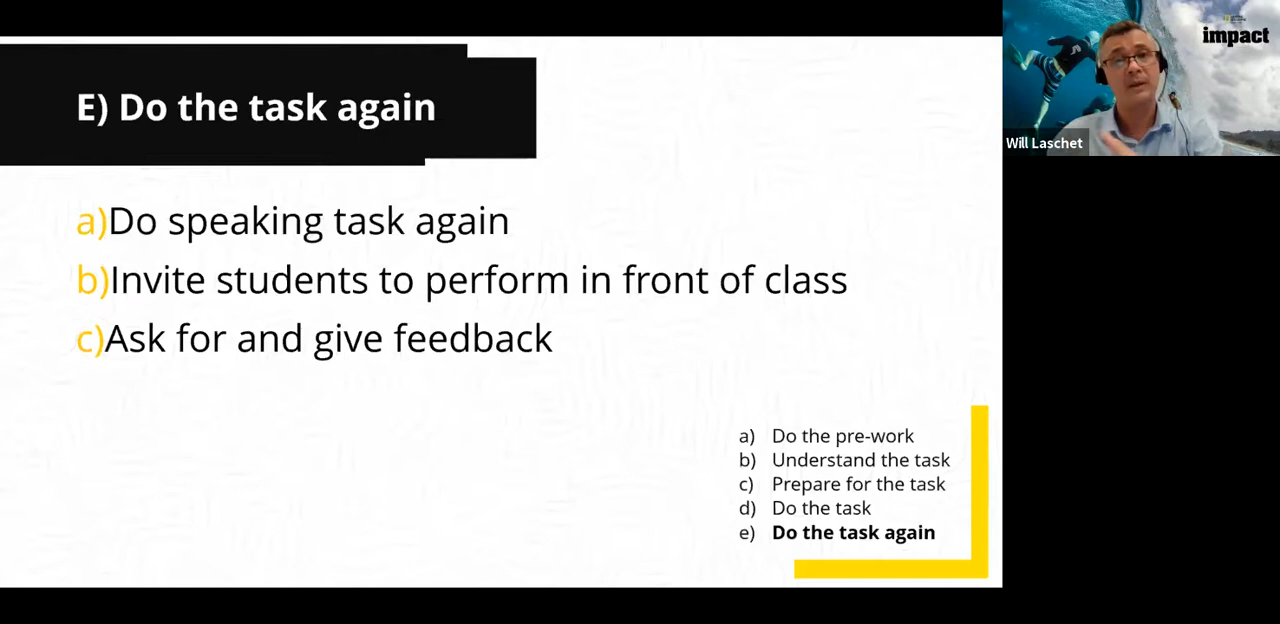 E) Do the task again
a)Do speaking task again
b)Invite students to perform in front of class
c)Ask for and give feedback
a) Do the pre-work
b) Understand the task
c) Prepare for the task
d) Do the task
e) Do the task again
impact
Will Laschet